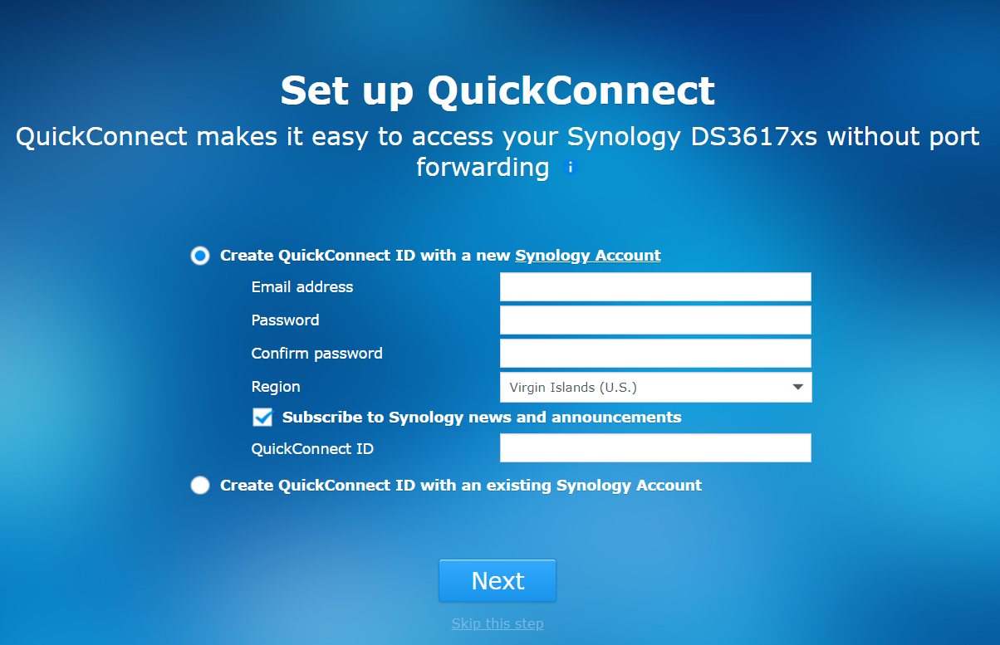 Set up QuickConnect
QuickConnect makes it easy to access your Synology DS3617xs without port
forwarding i
Create QuickConnect ID with a new Synology Account
Email address
Password
Confirm password
Region Virgin Islands (U.S.)
Subscribe to Synology news and announcements
QuickConnect ID
Create QuickConnect ID with an existing Synology Account
Next
Skip this step